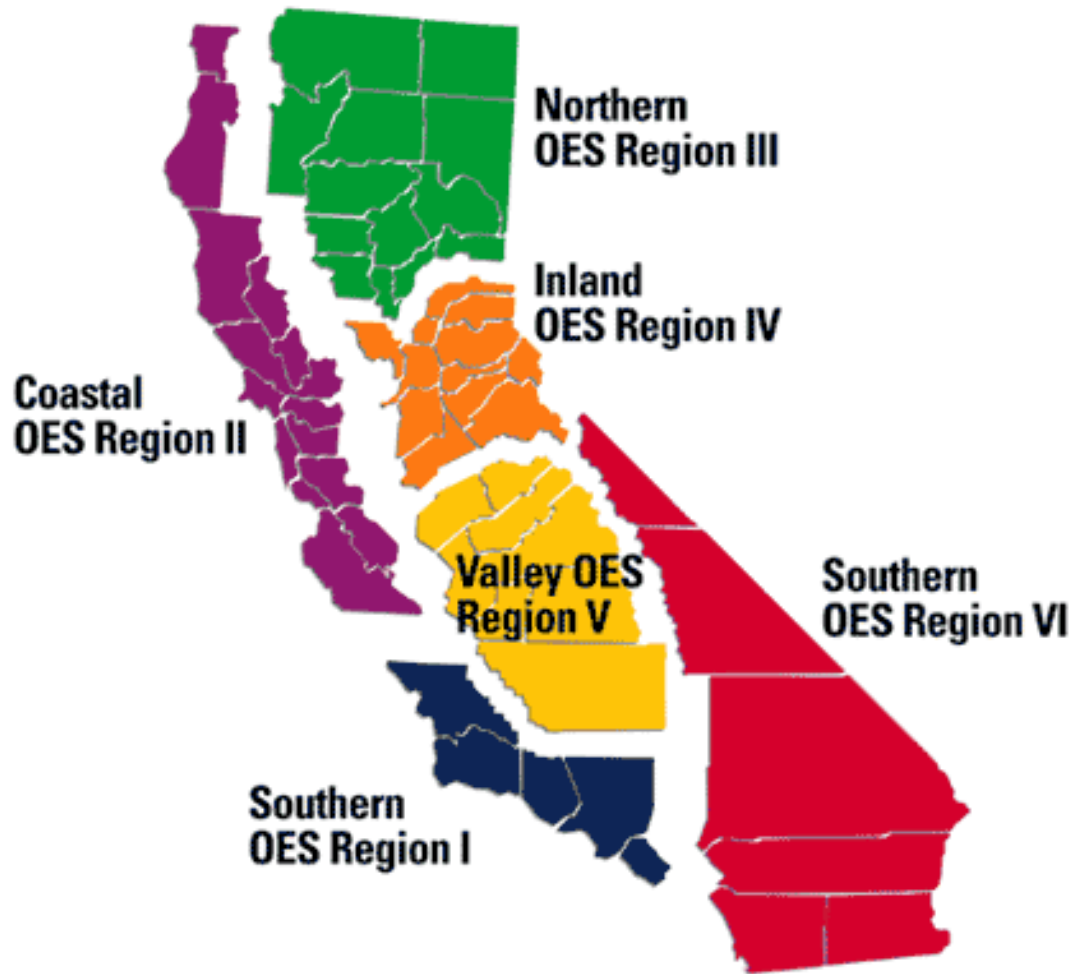 Northern
OES Region III
Inland
OES Region IV
Coastal
OES Region II
Valley OES
Region V
Southern
OES Region VI
Southern
OES Region I